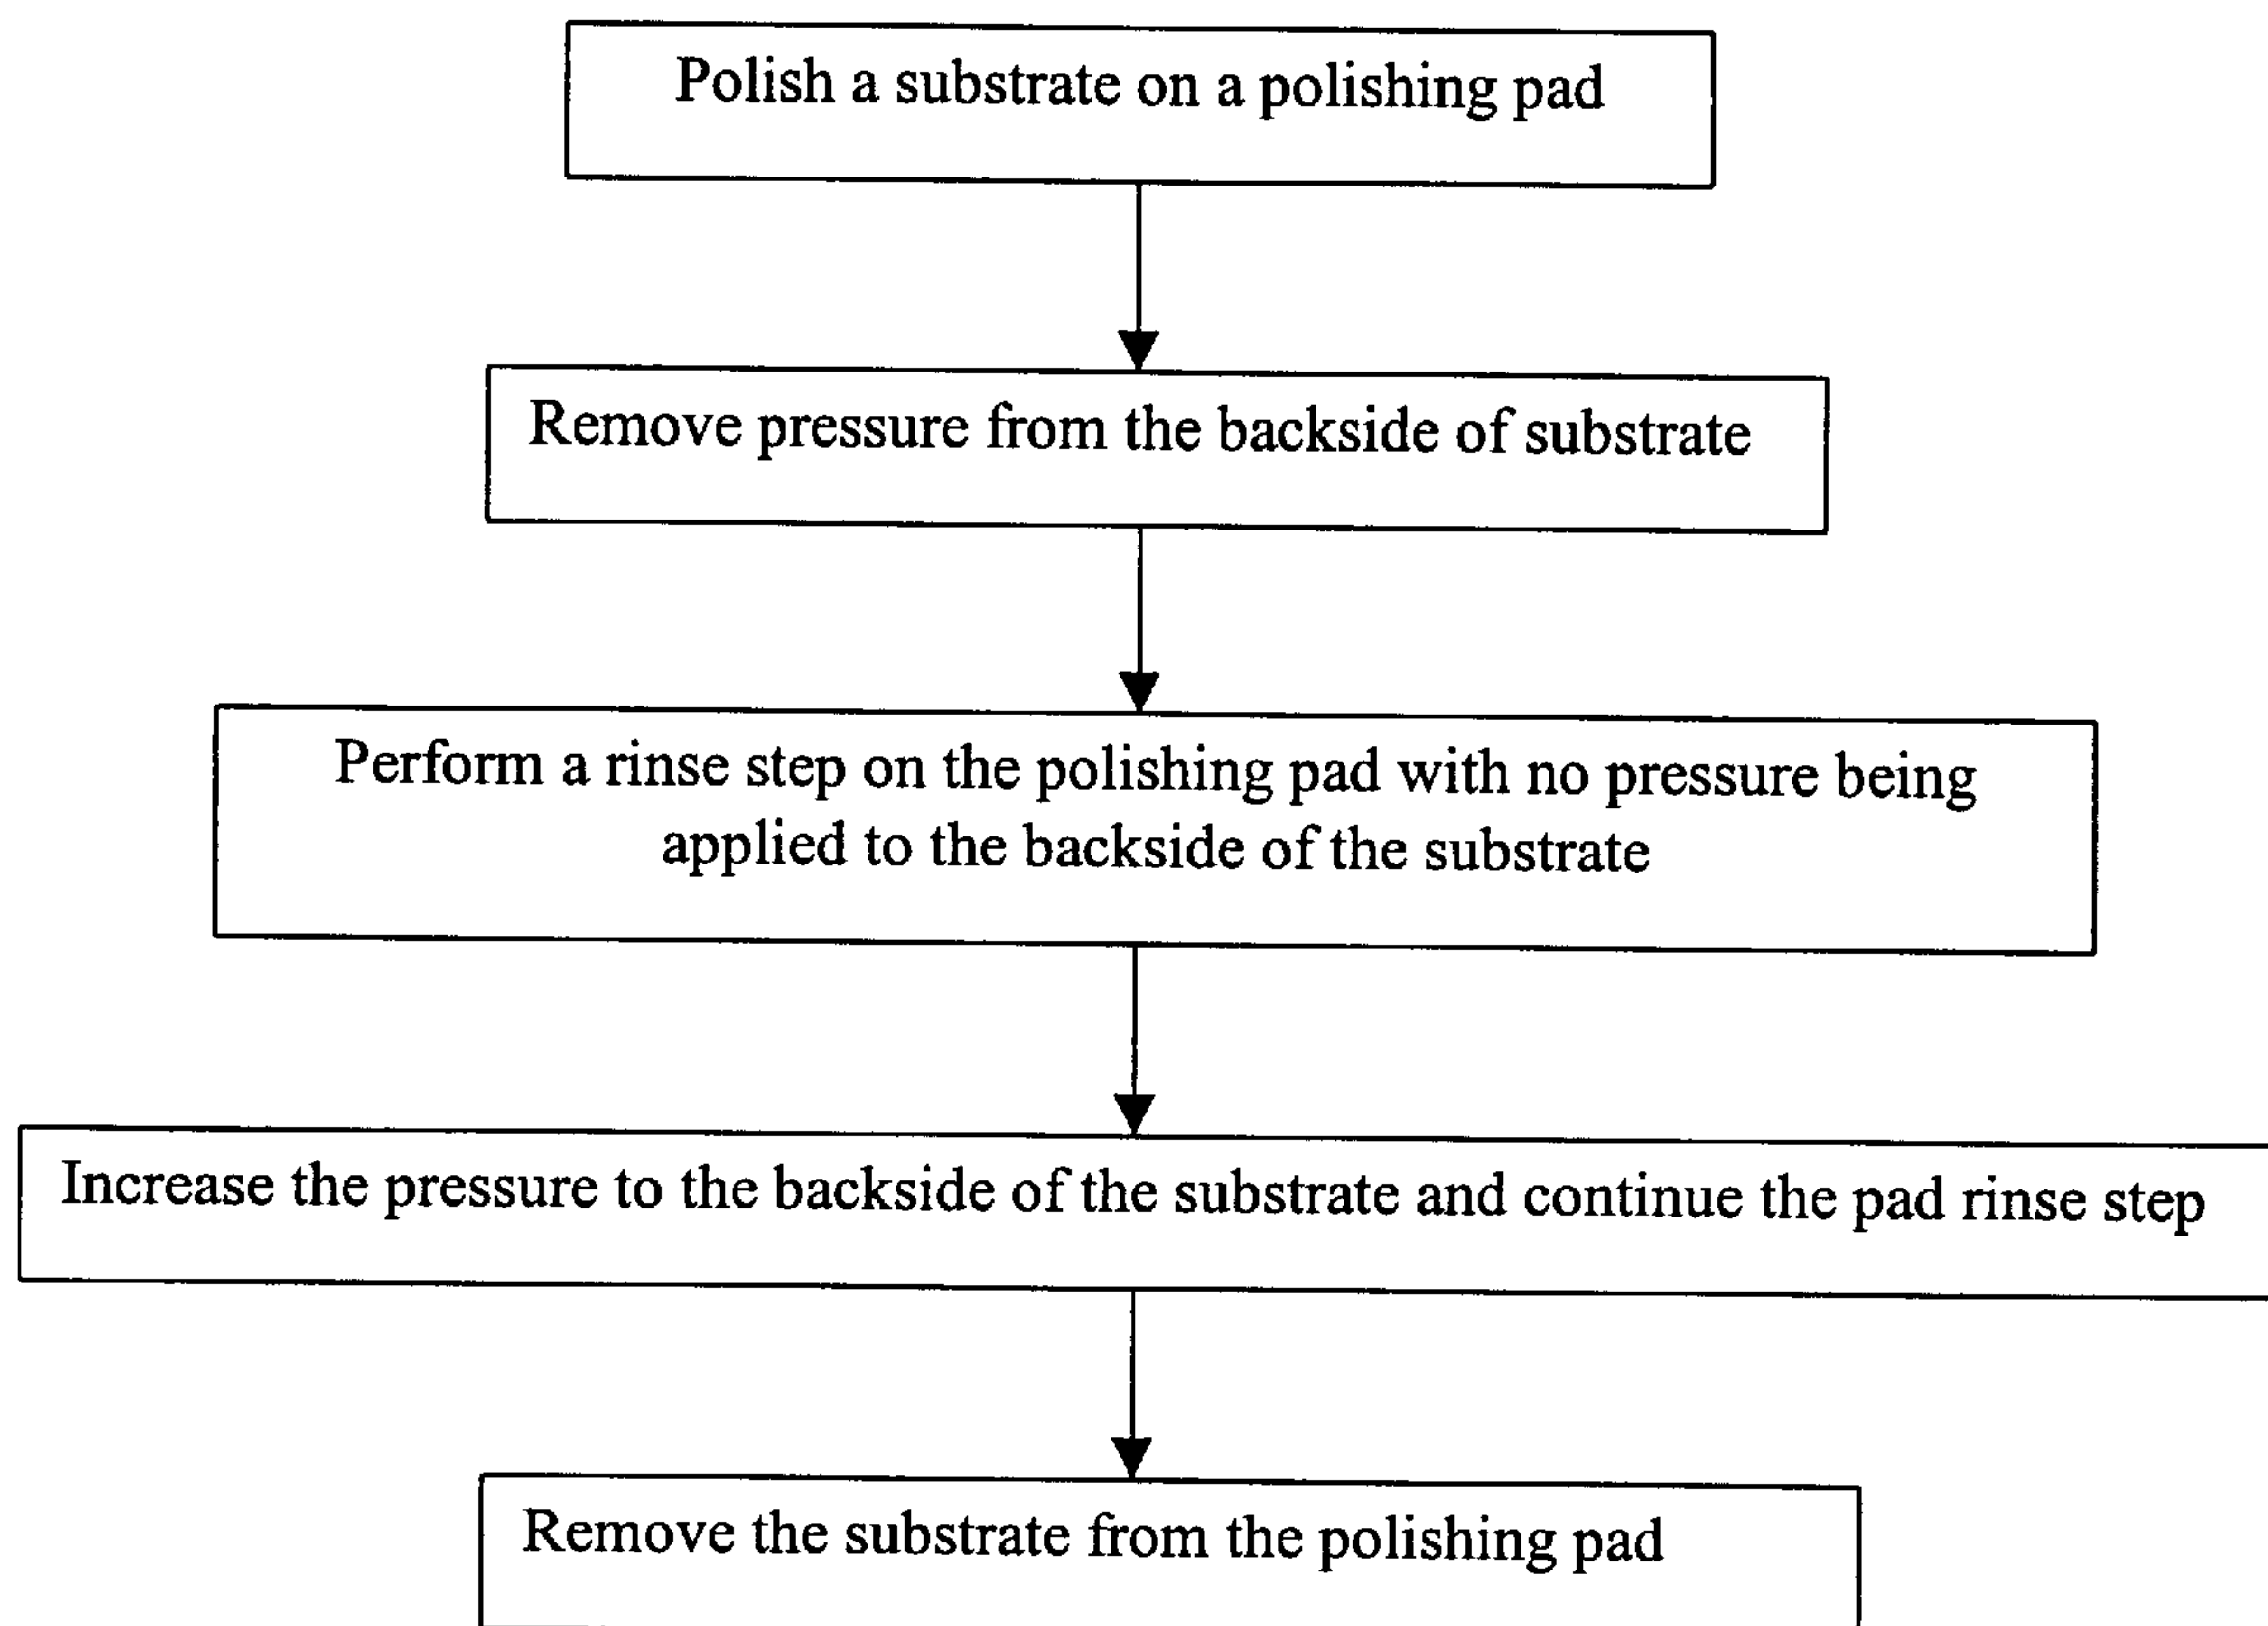 Polish a substrate on a polishing pad
Remove pressure from the backside of substrate
Perform a rinse step on the polishing pad with no pressure being
applied to the backside of the substrate
Increase the pressure to the backside of the substrate and continue the pad rinse step
Remove the substrate from the polishing pad